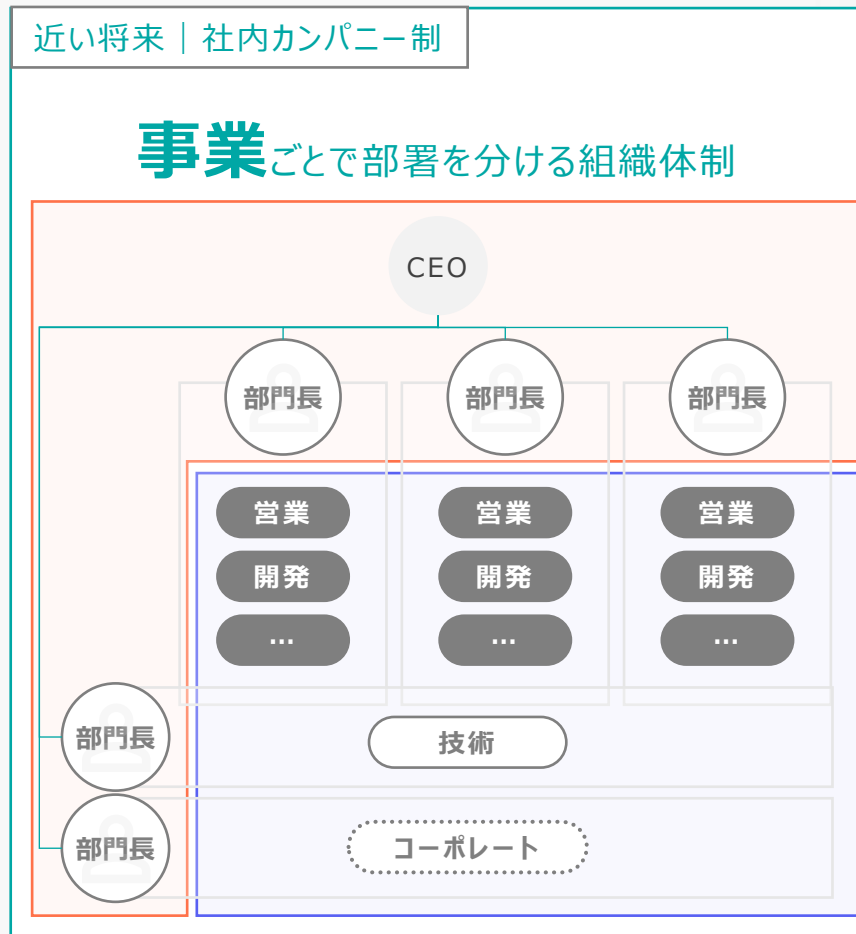 近い将来｜社内カンパニー制
事業ごとで部署を分ける組織体制
CEO
部門長 部門長 部門長
営業 営業 営業
開発 開発 開発
… … …
部門長 技術
部門長 コーポレート